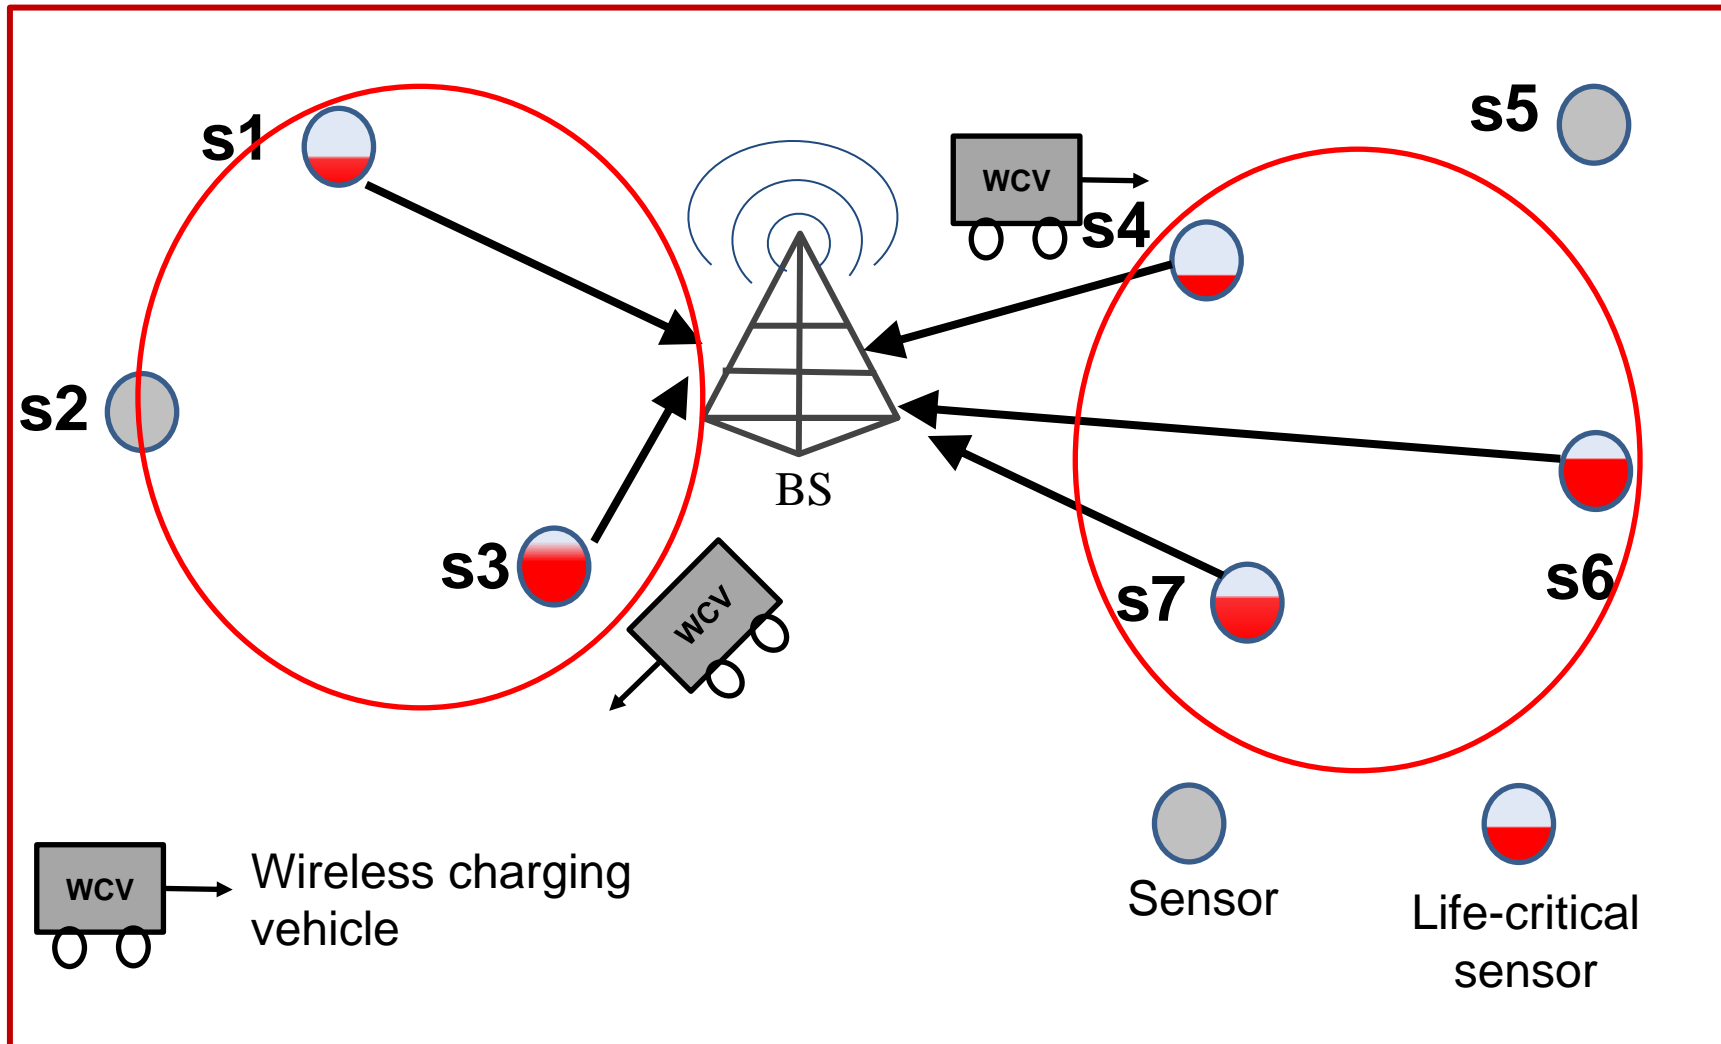 s1
s5
WCV
s4
s2
BS
s3
WCV
s7
s6
WCV
Wireless charging
vehicle
Sensor
Life-critical
sensor